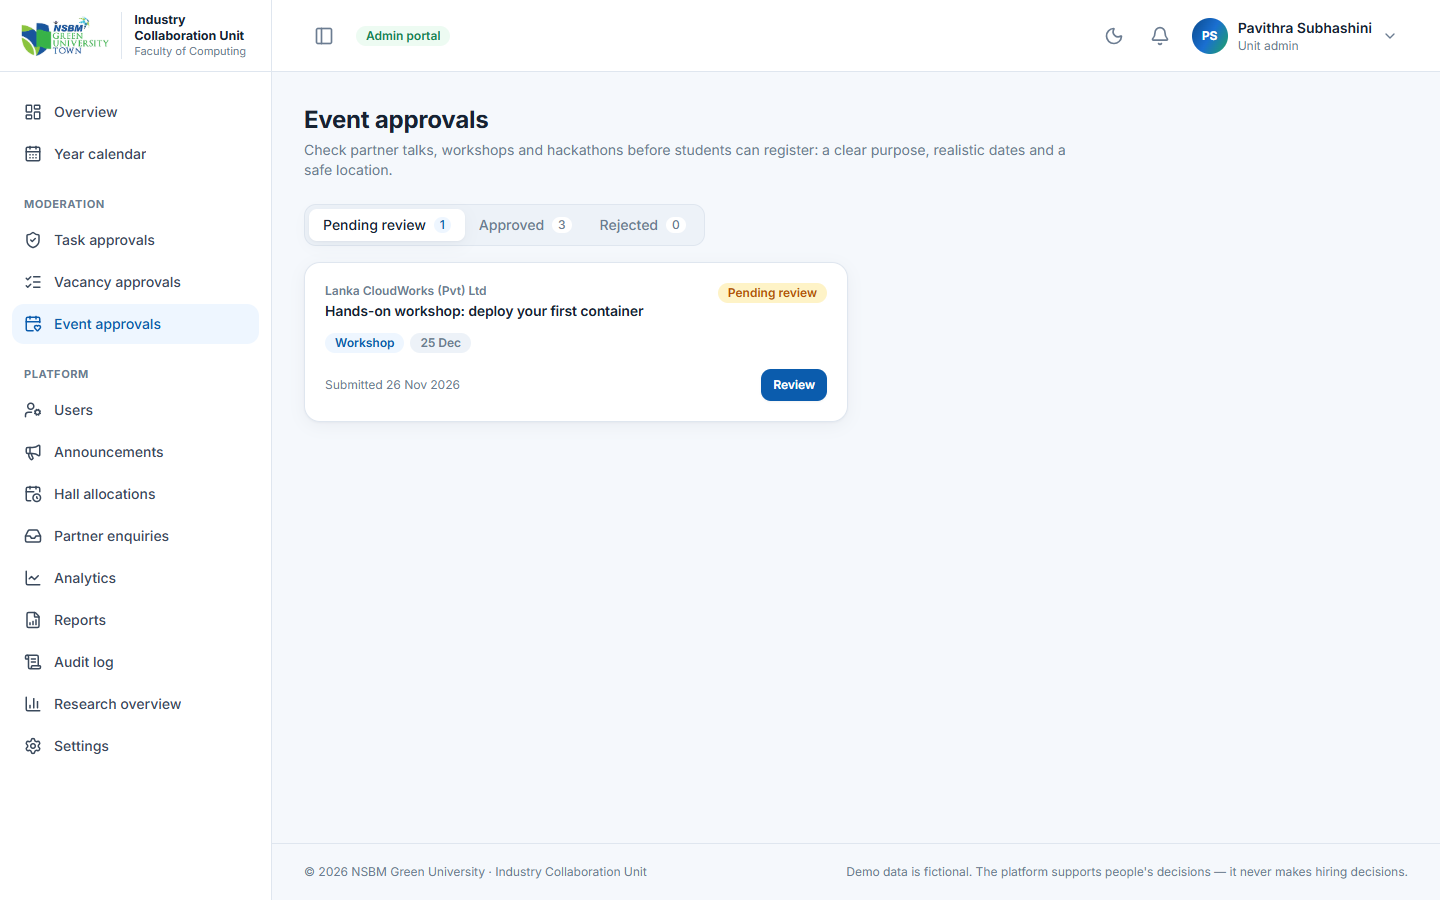 NSBM
GREEN
UNIVERSITY
TOWN
Industry
Collaboration Unit
Faculty of Computing
Admin portal
PS
Pavithra Subhashini
Unit admin
Overview
Year calendar
MODERATION
Task approvals
Vacancy approvals
Event approvals
PLATFORM
Users
Announcements
Hall allocations
Partner enquiries
Analytics
Reports
Audit log
Research overview
Settings
Event approvals
Check partner talks, workshops and hackathons before students can register: a clear purpose, realistic dates and a
safe location.
Pending review 1 Approved 3 Rejected 0
Lanka CloudWorks (Pvt) Ltd
Pending review
Hands-on workshop: deploy your first container
Workshop 25 Dec
Submitted 26 Nov 2026
Review
© 2026 NSBM Green University · Industry Collaboration Unit
Demo data is fictional. The platform supports people's decisions — it never makes hiring decisions.